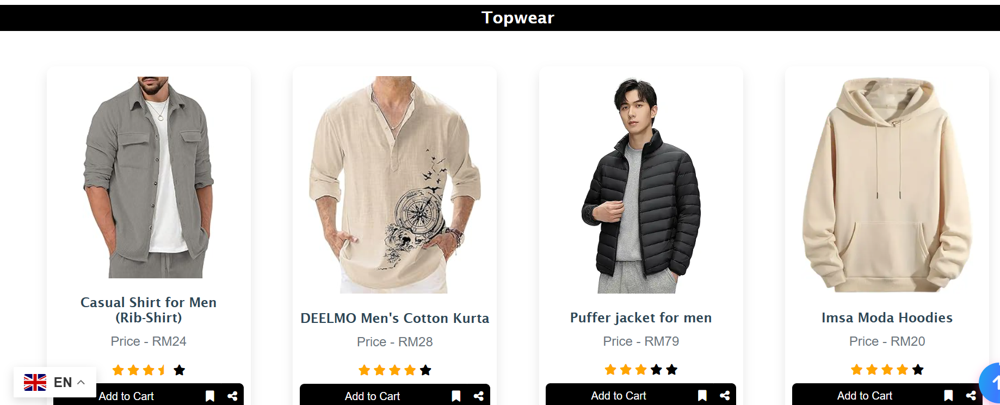 Topwear
Casual Shirt for Men
(Rib-Shirt)
Price - RM24
Add to Cart
DEELMO Men's Cotton Kurta
Price - RM28
Add to Cart
Puffer jacket for men
Price - RM79
Add to Cart
Imsa Moda Hoodies
Price - RM20
Add to Cart
EN